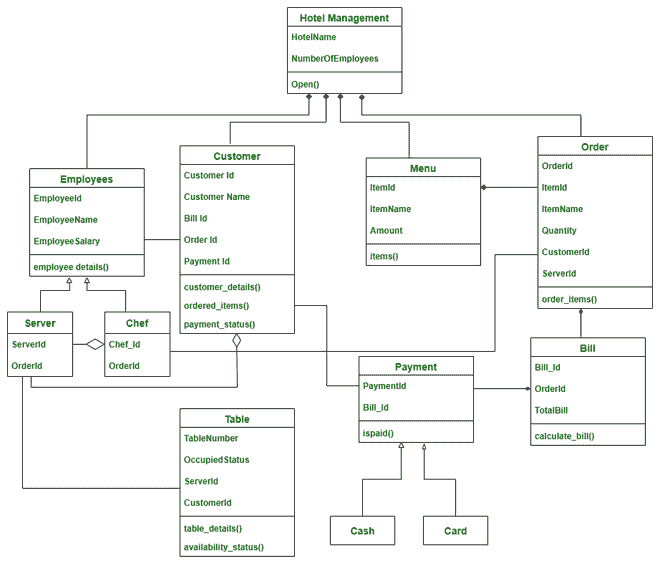 Hotel Management
HotelName
NumberOfEmployees
Open()
Employees
EmployeeId
EmployeeName
EmployeeSalary
employee details()
Customer
Customer Id
Customer Name
Bill Id
Order Id
Payment Id
customer_details()
ordered_items()
payment_status()
Menu
ItemId
ItemName
Amount
items()
Order
OrderId
ItemId
ItemName
Quantity
CustomerId
ServerId
order_items()
Server
ServerId
OrderId
Chef
Chef_Id
OrderId
Payment
PaymentId
Bill_Id
ispaid()
Bill
Bill_Id
OrderId
TotalBill
calculate_bill()
Table
TableNumber
OccupiedStatus
ServerId
CustomerId
table_details()
availability_status()
Cash
Card